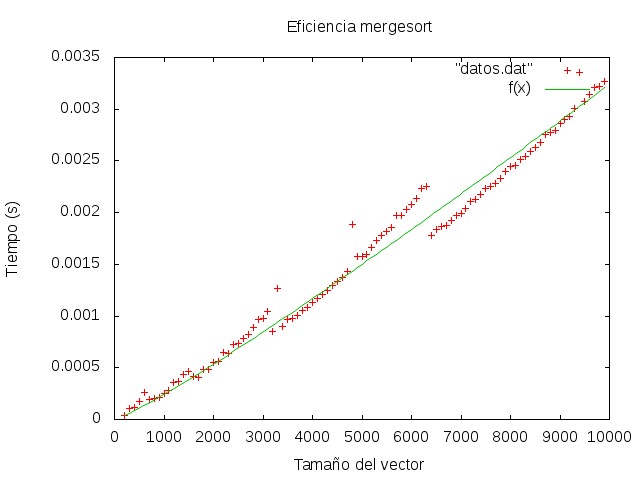 Eficiencia mergesort
0.0035
0.003
0.0025
0.002
0.0015
0.001
0.0005
0
Tiempo (s)
"datos.dat"
f(x)
0 1000 2000 3000 4000 5000 6000 7000 8000 9000 10000
Tamaño del vector